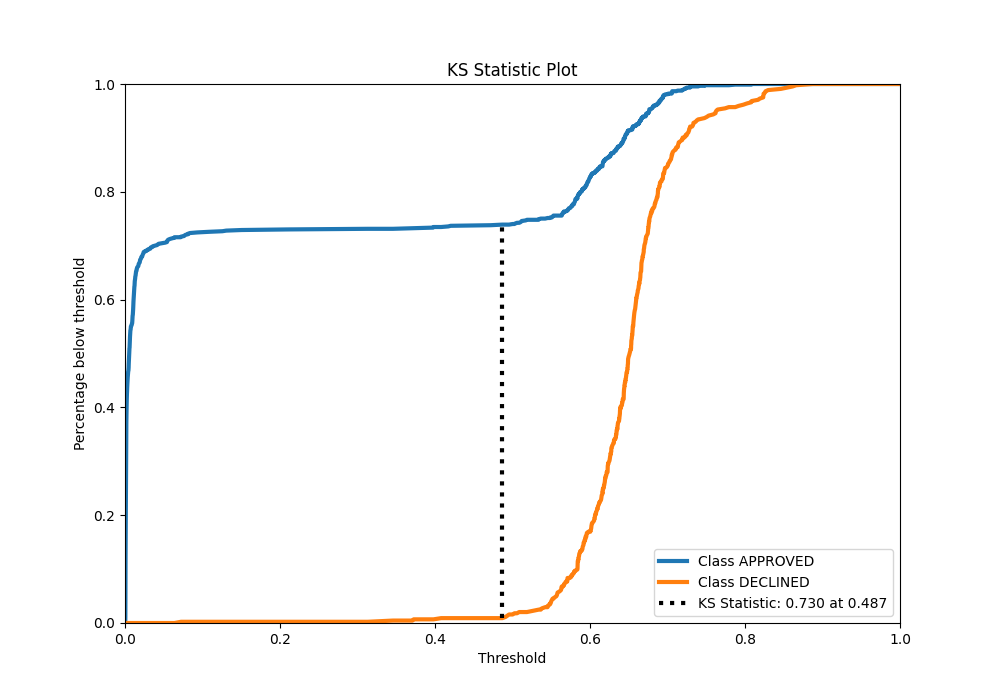 KS Statistic Plot
1.0
0.8
0.6
0.4
0.2
0.0
Percentage below threshold
0.0 0.2 0.4 0.6 0.8 1.0
Threshold
Class APPROVED
Class DECLINED
KS Statistic: 0.730 at 0.487